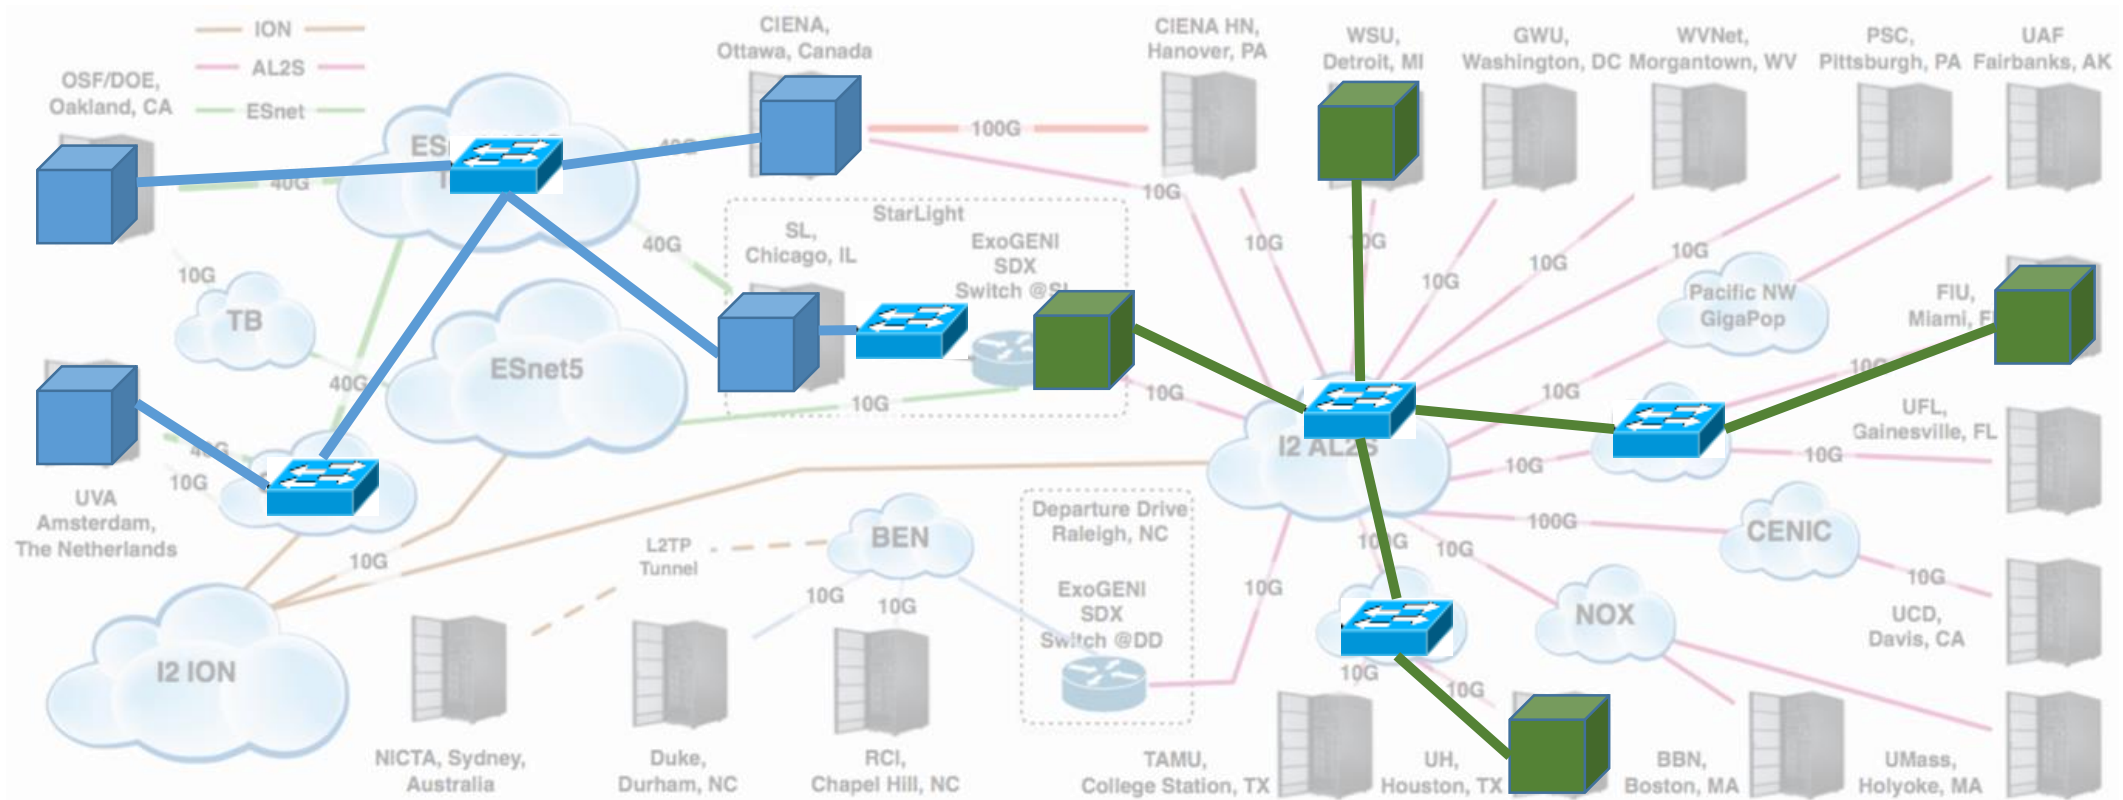 ION
AL2S
ESnet
OSF/DOE,
Oakland, CA
CIENA,
Ottawa, Canada
CIENA HN,
Hanover, PA
WSU,
Detroit, MI
GWU,
Washington, DC
WVNet,
Morgantown, WV
PSC,
Pittsburgh, PA
UAF
Fairbanks, AK
40G
40G
100G
10G
StarLight
SL,
Chicago, IL
ExoGENI
SDX
Switch @SL
40G
10G
10G
10G
10G
10G
Pacific NW
GigaPop
FIU,
Miami, F
TB
ESnet5
40G
10G
10G
10G
10G
UFL,
Gainesville, FL
10G
10G
40G
10G
UVA
Amsterdam,
The Netherlands
I2 AL2S
Departure Drive
Raleigh, NC
ExoGENI
SDX
Switch @DD
BEN
L2TP
Tunnel
10G
10G
10G
10G
100G
10G
100G
CENIC
10G
UCD,
Davis, CA
NOX
I2 ION
10G
10G
NICTA, Sydney,
Australia
Duke,
Durham, NC
RCI,
Chapel Hill, NC
TAMU,
College Station, TX
UH,
Houston, TX
BBN,
Boston, MA
UMass,
Holyoke, MA